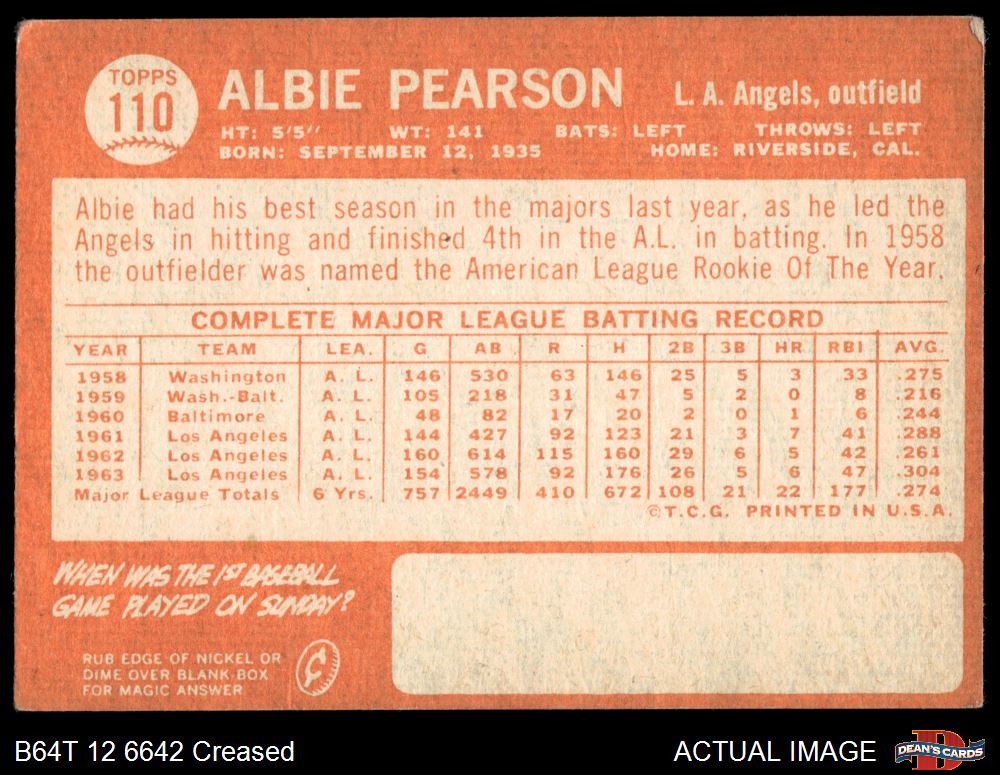 TOPPS
110
ALBIE PEARSON
L. A. Angels, outfield
HT: 5'5" WT: 141 BATS: LEFT THROWS: LEFT
BORN: SEPTEMBER 12, 1935 HOME: RIVERSIDE, CAL.
Albie had his best season in the majors last year, as he led the
Angels in hitting and finished 4th in the A.L. in batting. In 1958
the outfielder was named the American League Rookie Of The Year.
COMPLETE MAJOR LEAGUE BATTING RECORD
YEAR TEAM LEA. G AB R H 2B 3B HR RBI AVG.
1958 Washington A. L. 146 530 63 146 25 5 3 33 .275
1959 Wash.-Balt. A. L. 105 218 31 47 5 2 0 8 .216
1960 Baltimore A. L. 48 82 17 20 2 0 1 6 .244
1961 Los Angeles A. L. 144 427 92 123 21 3 7 41 .288
1962 Los Angeles A. L. 160 614 115 160 29 6 5 42 .261
1963 Los Angeles A. L. 154 578 92 176 26 5 6 47 .304
Major League Totals 6 Yrs. 757 2449 410 672 108 21 22 177 .274
©T.C.G. PRINTED IN U.S.A.
WHEN WAS THE 1ST BASEBALL
GAME PLAYED ON SUNDAY?
RUB EDGE OF NICKEL OR
DIME OVER BLANK BOX
FOR MAGIC ANSWER
¢
B64T 12 6642 Creased
ACTUAL IMAGE
D
DEAN'S CARDS